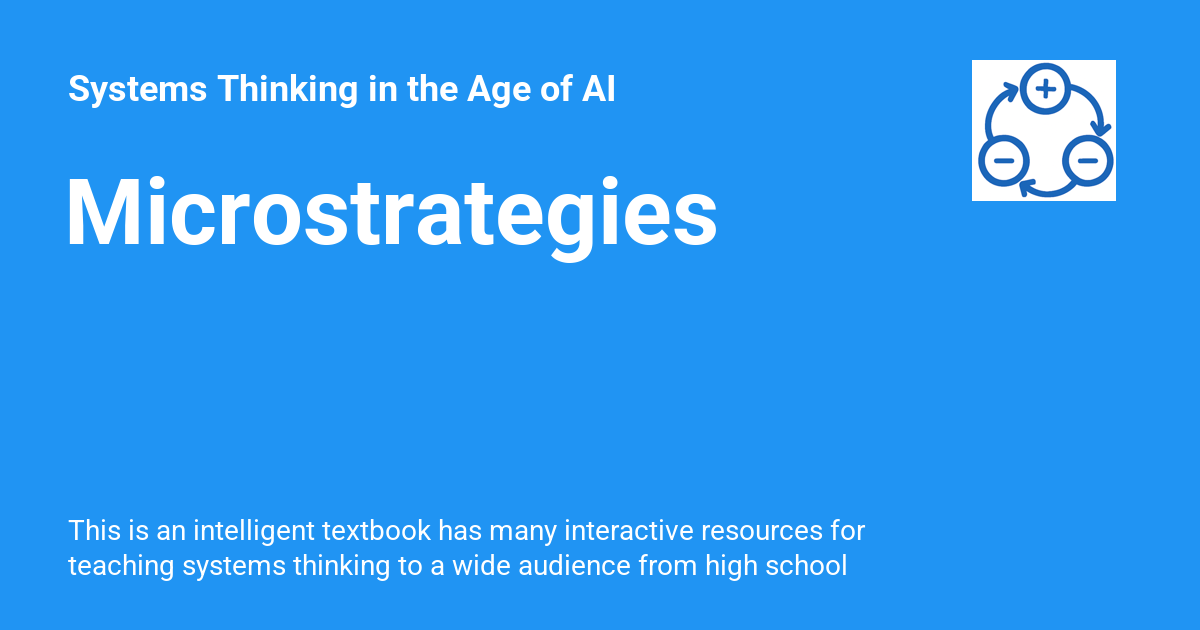 Systems Thinking in the Age of AI
Microstrategies
This is an intelligent textbook has many interactive resources for
teaching systems thinking to a wide audience from high school